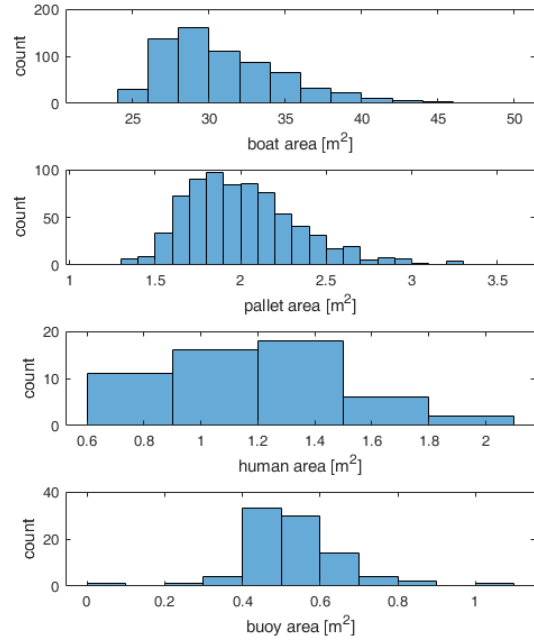 200
100
0
count
25 30 35 40 45 50
boat area [m²]
100
50
0
count
1 1.5 2 2.5 3 3.5
pallet area [m²]
20
10
0
count
0.6 0.8 1 1.2 1.4 1.6 1.8 2
human area [m²]
40
20
0
count
0 0.2 0.4 0.6 0.8 1
buoy area [m²]